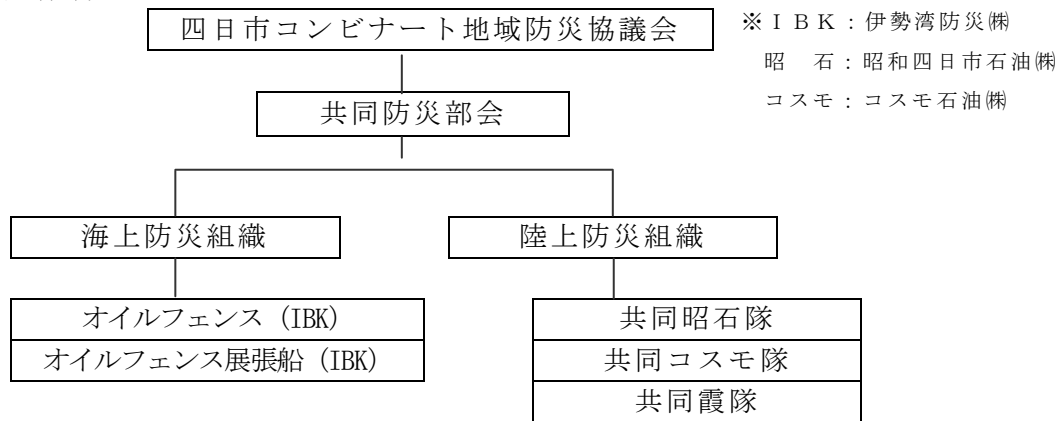 四日市コンビナート地域防災協議会
※ＩＢＫ：伊勢湾防災㈱
昭　石：昭和四日市石油㈱
コスモ：コスモ石油㈱
共同防災部会
海上防災組織
陸上防災組織
オイルフェンス（IBK）
オイルフェンス展張船（IBK）
共同昭石隊
共同コスモ隊
共同霞隊